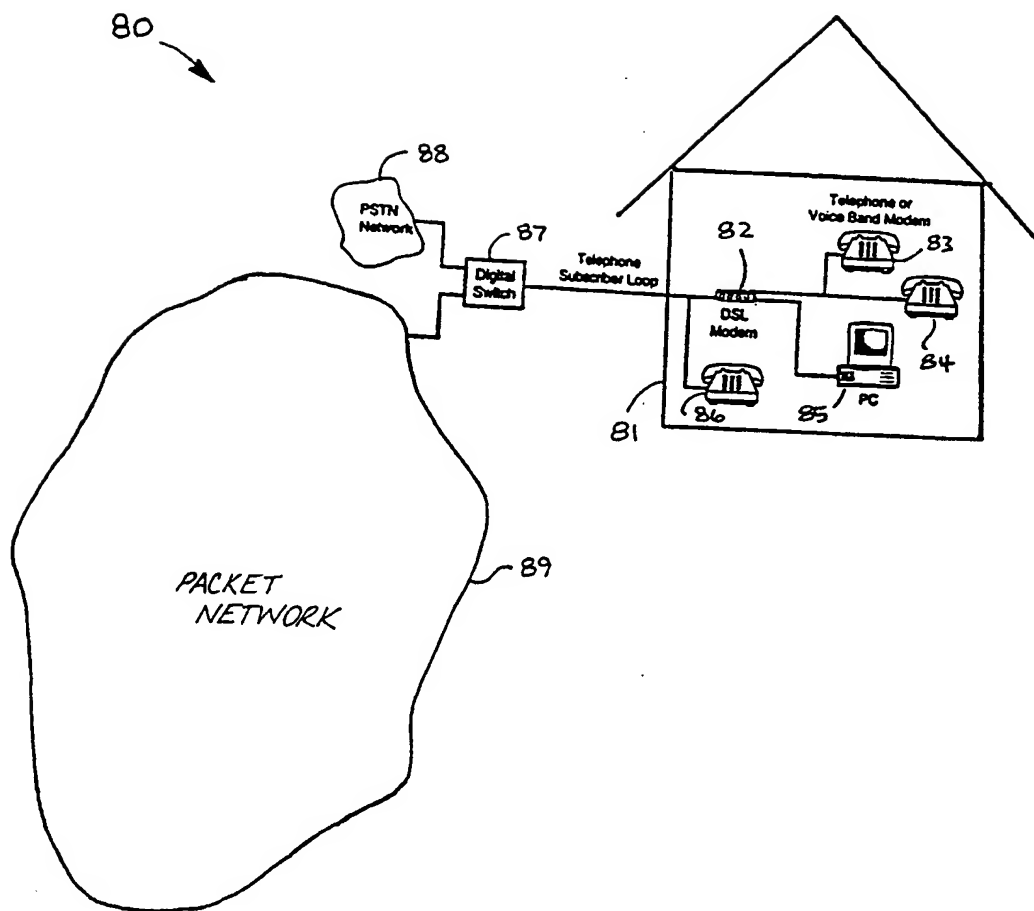 80
88
PSTN
Network
87
Digital
Switch
Telephone
Subscriber Loop
82
DSL
Modem
Telephone or
Voice Band Modem
83
84
85
PC
86
81
PACKET
NETWORK
89